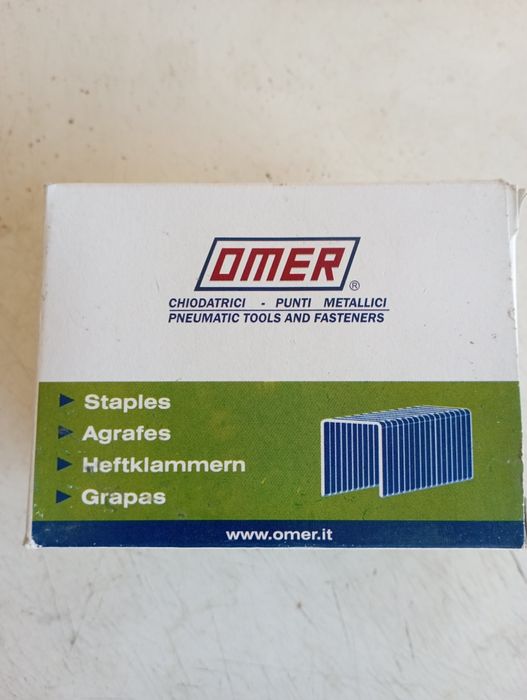 OMER
®
CHIODATRICI - PUNTI METALLICI
PNEUMATIC TOOLS AND FASTENERS
Staples
Agrafes
Heftklammern
Grapas
www.omer.it